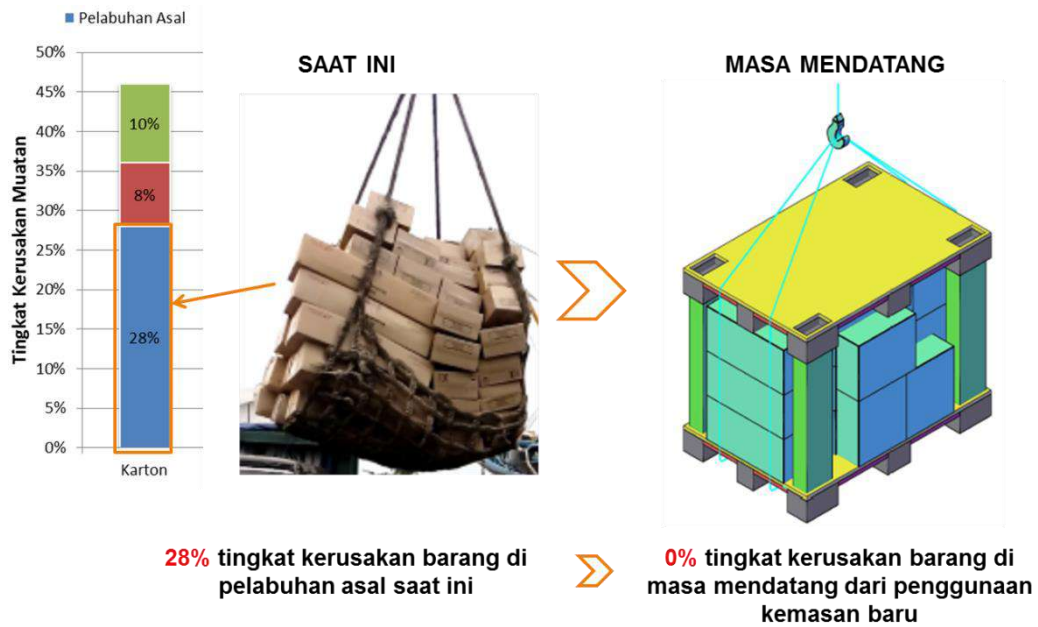 Pelabuhan Asal
50%
45%
40%
35%
30%
25%
20%
15%
10%
5%
0%
Tingkat Kerusakan Muatan
10%
8%
28%
Karton
SAAT INI
MASA MENDATANG
28% tingkat kerusakan barang di
pelabuhan asal saat ini
0% tingkat kerusakan barang di
masa mendatang dari penggunaan
kemasan baru